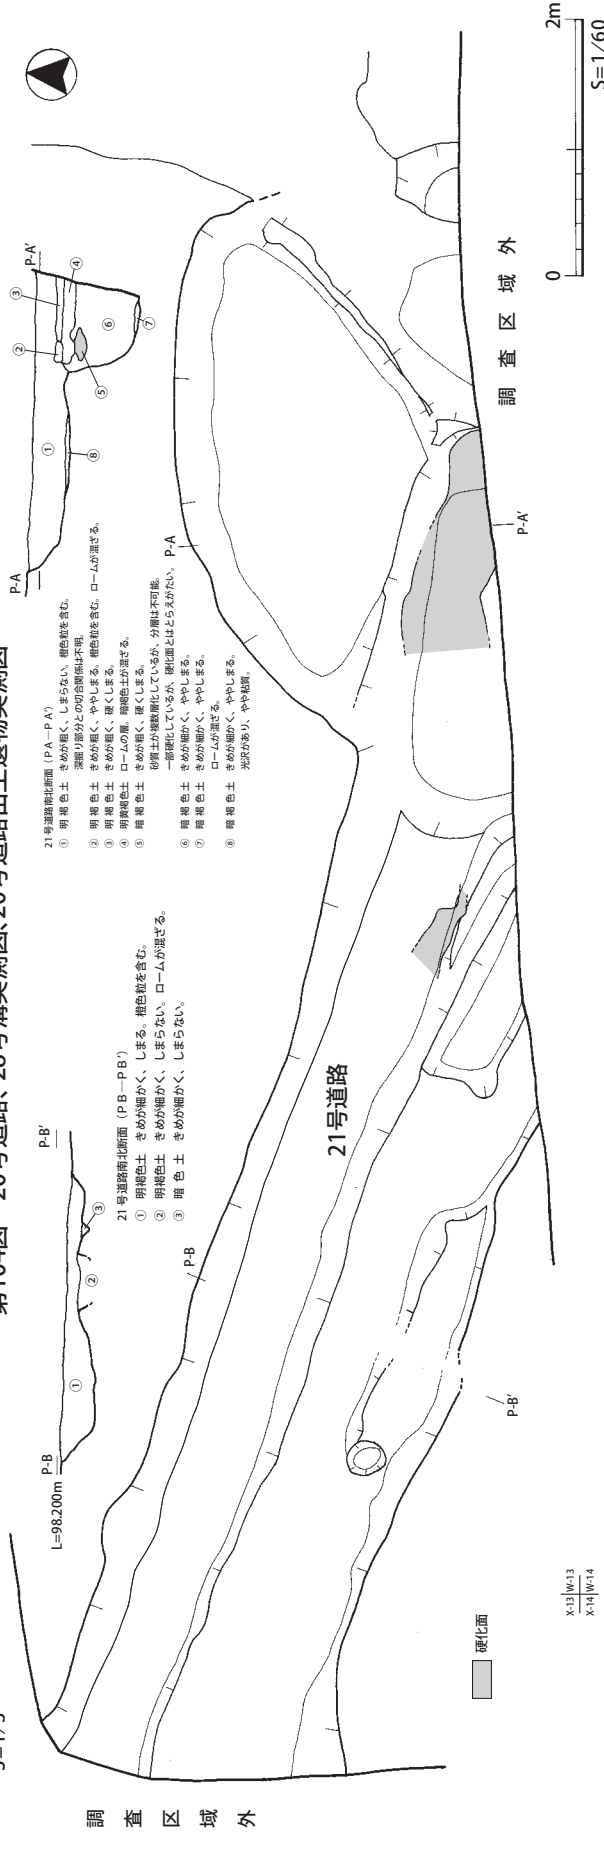 第164図　20号道路、20号溝実測図、20号道路出土遺物実測図
P-A
P-A′
①
②
③
④
⑤
⑥
⑦
⑧
21号道路南北断面（PA―PA′）
① 明褐色土 きめが粗く、しまらない。橙色粒を含む。
深掘り部分との切合関係は不明。
② 明褐色土 きめが粗く、ややしまる。橙色粒を含む。ロームが混ざる。
③ 明褐色土 きめが粗く、硬くしまる。
④ 明黄褐色土 ロームの層。暗褐色土が混ざる。
⑤ 暗褐色土 きめが粗く、硬くしまる。
砂質土が複数層化しているが、分層は不可能。
一部硬化しているが、硬化面とはとらえがたい。
⑥ 暗褐色土 きめが細かく、ややしまる。
⑦ 暗褐色土 きめが細かく、ややしまる。
ロームが混ざる。
⑧ 暗褐色土 きめが細かく、ややしまる。
光沢があり、やや粘質。
L=98.200m
P-B
P-B′
①
②
③
21号道路南北断面（PB―PB′）
① 明褐色土 きめが細かく、しまる。橙色粒を含む。
② 明褐色土 きめが細かく、しまらない。ロームが混ざる。
③ 暗色土 きめが細かく、しまらない。
P-A
P-B
21号道路
P-A′
P-B′
調査区域外
調査区域外
硬化面
X-13 W-13
X-14 W-14
0
2m
S=1/60